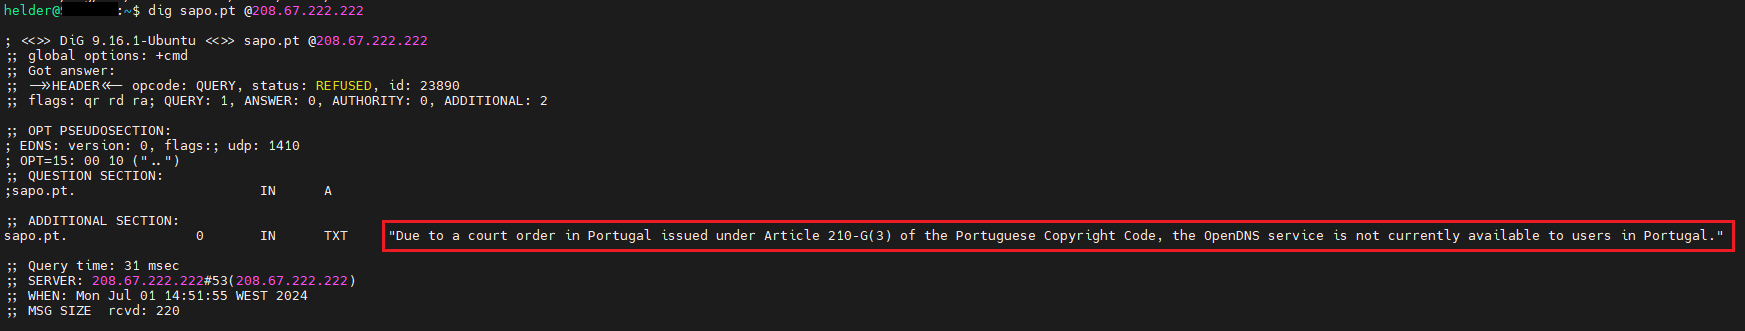 helder@:~$ dig sapo.pt @208.67.222.222
; <<>> DiG 9.16.1-Ubuntu <<>> sapo.pt @208.67.222.222
;; global options: +cmd
;; Got answer:
;; ->>HEADER<<- opcode: QUERY, status: REFUSED, id: 23890
;; flags: qr rd ra; QUERY: 1, ANSWER: 0, AUTHORITY: 0, ADDITIONAL: 2
;; OPT PSEUDOSECTION:
; EDNS: version: 0, flags:; udp: 1410
; OPT=15: 00 10 ("..")
;; QUESTION SECTION:
;sapo.pt. IN A
;; ADDITIONAL SECTION:
sapo.pt. 0 IN TXT "Due to a court order in Portugal issued under Article 210-G(3) of the Portuguese Copyright Code, the OpenDNS service is not currently available to users in Portugal."
;; Query time: 31 msec
;; SERVER: 208.67.222.222#53(208.67.222.222)
;; WHEN: Mon Jul 01 14:51:55 WEST 2024
;; MSG SIZE rcvd: 220